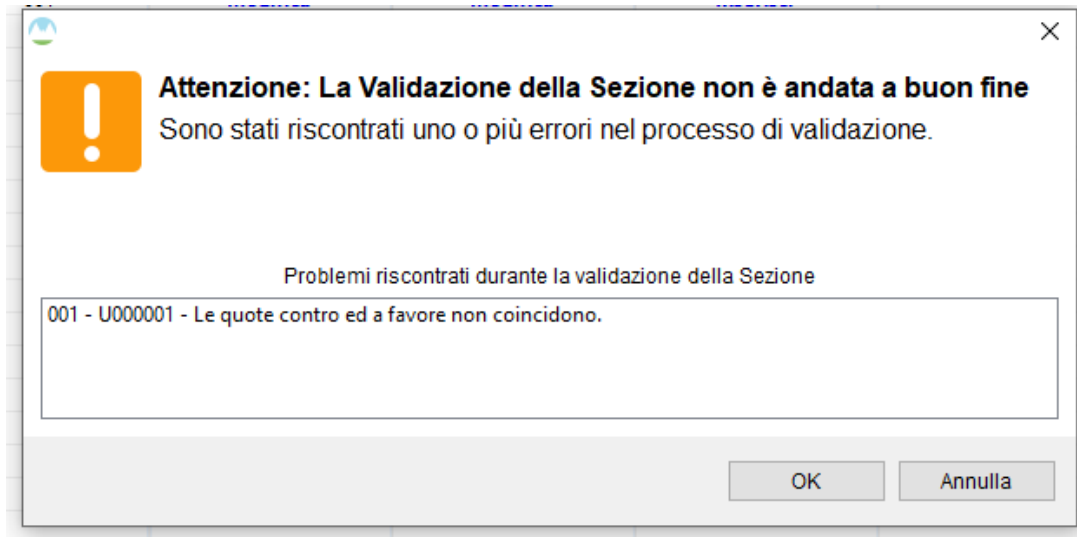 Attenzione: La Validazione della Sezione non è andata a buon fine
Sono stati riscontrati uno o più errori nel processo di validazione.
Problemi riscontrati durante la validazione della Sezione
001 - U000001 - Le quote contro ed a favore non coincidono.
OK Annulla